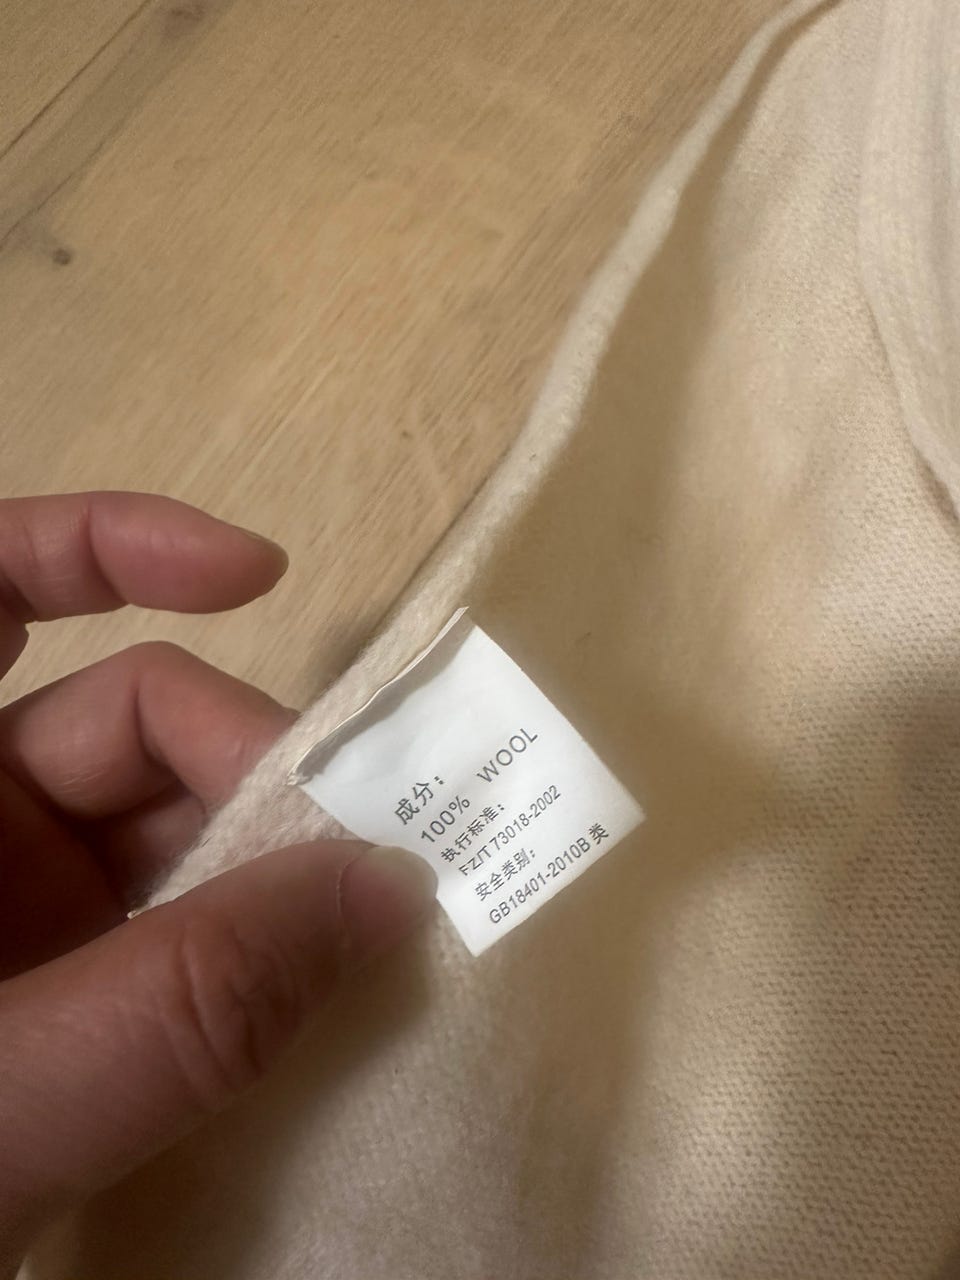 成分：
100% WOOL
执行标准：
FZ/T 73018-2002
安全类别：
GB18401-2010B 类